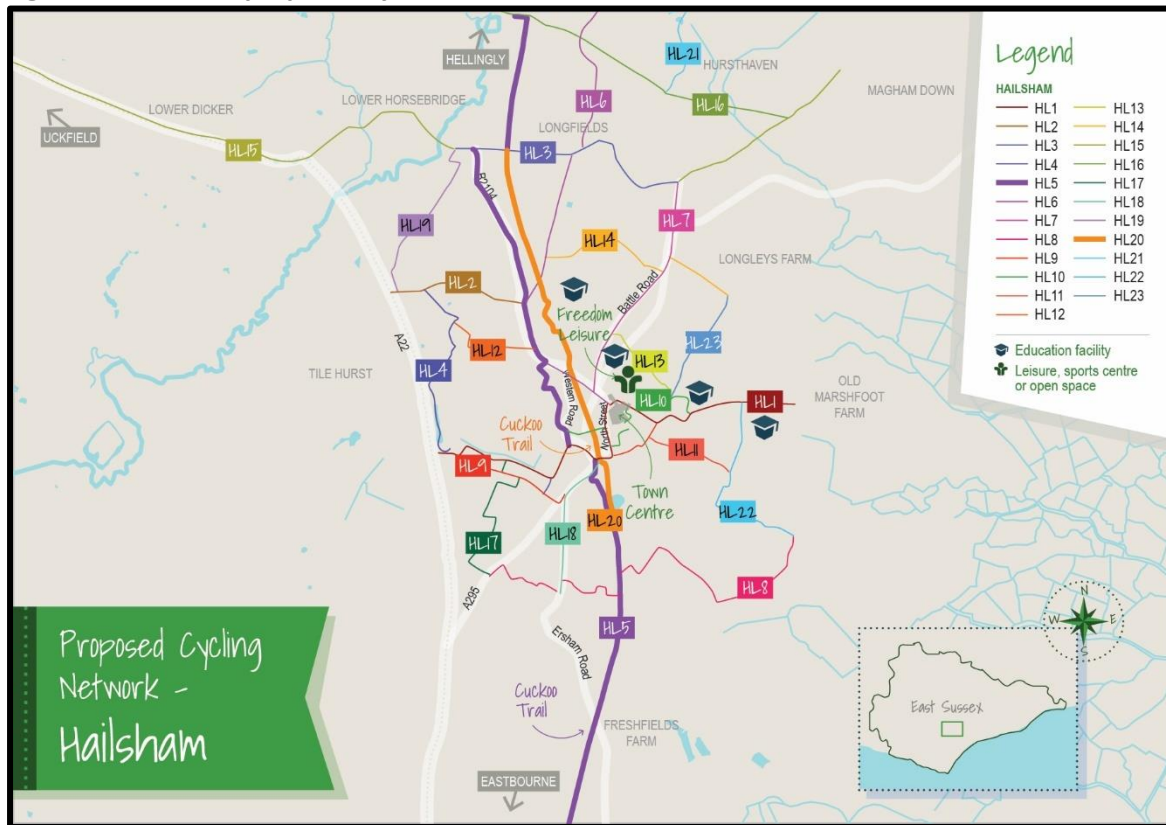 HELLINGLY
HL21
HURSTHAVEN
HL6
HL16
MAGHAM DOWN
LOWER DICKER
LOWER HORSEBRIDGE
UCKFIELD
LONGFIELDS
HL15
HL3
B2104
HL7
HL19
HL14
LONGLEYS FARM
HL2
Battle Road
Freedom
Leisure
A22
HL12
HL13
HL23
TILE HURST
HL4
Western Road
HL10
OLD
MARSHFOOT
FARM
HL1
North Street
Cuckoo
Trail
HL9
HL11
Town
Centre
HL22
HL20
HL18
HL17
HL8
A295
HL5
Ersham Road
Cuckoo
Trail
FRESHFIELDS
FARM
EASTBOURNE
Legend
HAILSHAM
HL1
HL2
HL3
HL4
HL5
HL6
HL7
HL8
HL9
HL10
HL11
HL12
HL13
HL14
HL15
HL16
HL17
HL18
HL19
HL20
HL21
HL22
HL23
Education facility
Leisure, sports centre
or open space
Proposed Cycling
Network -
Hailsham
N
W E
S
East Sussex